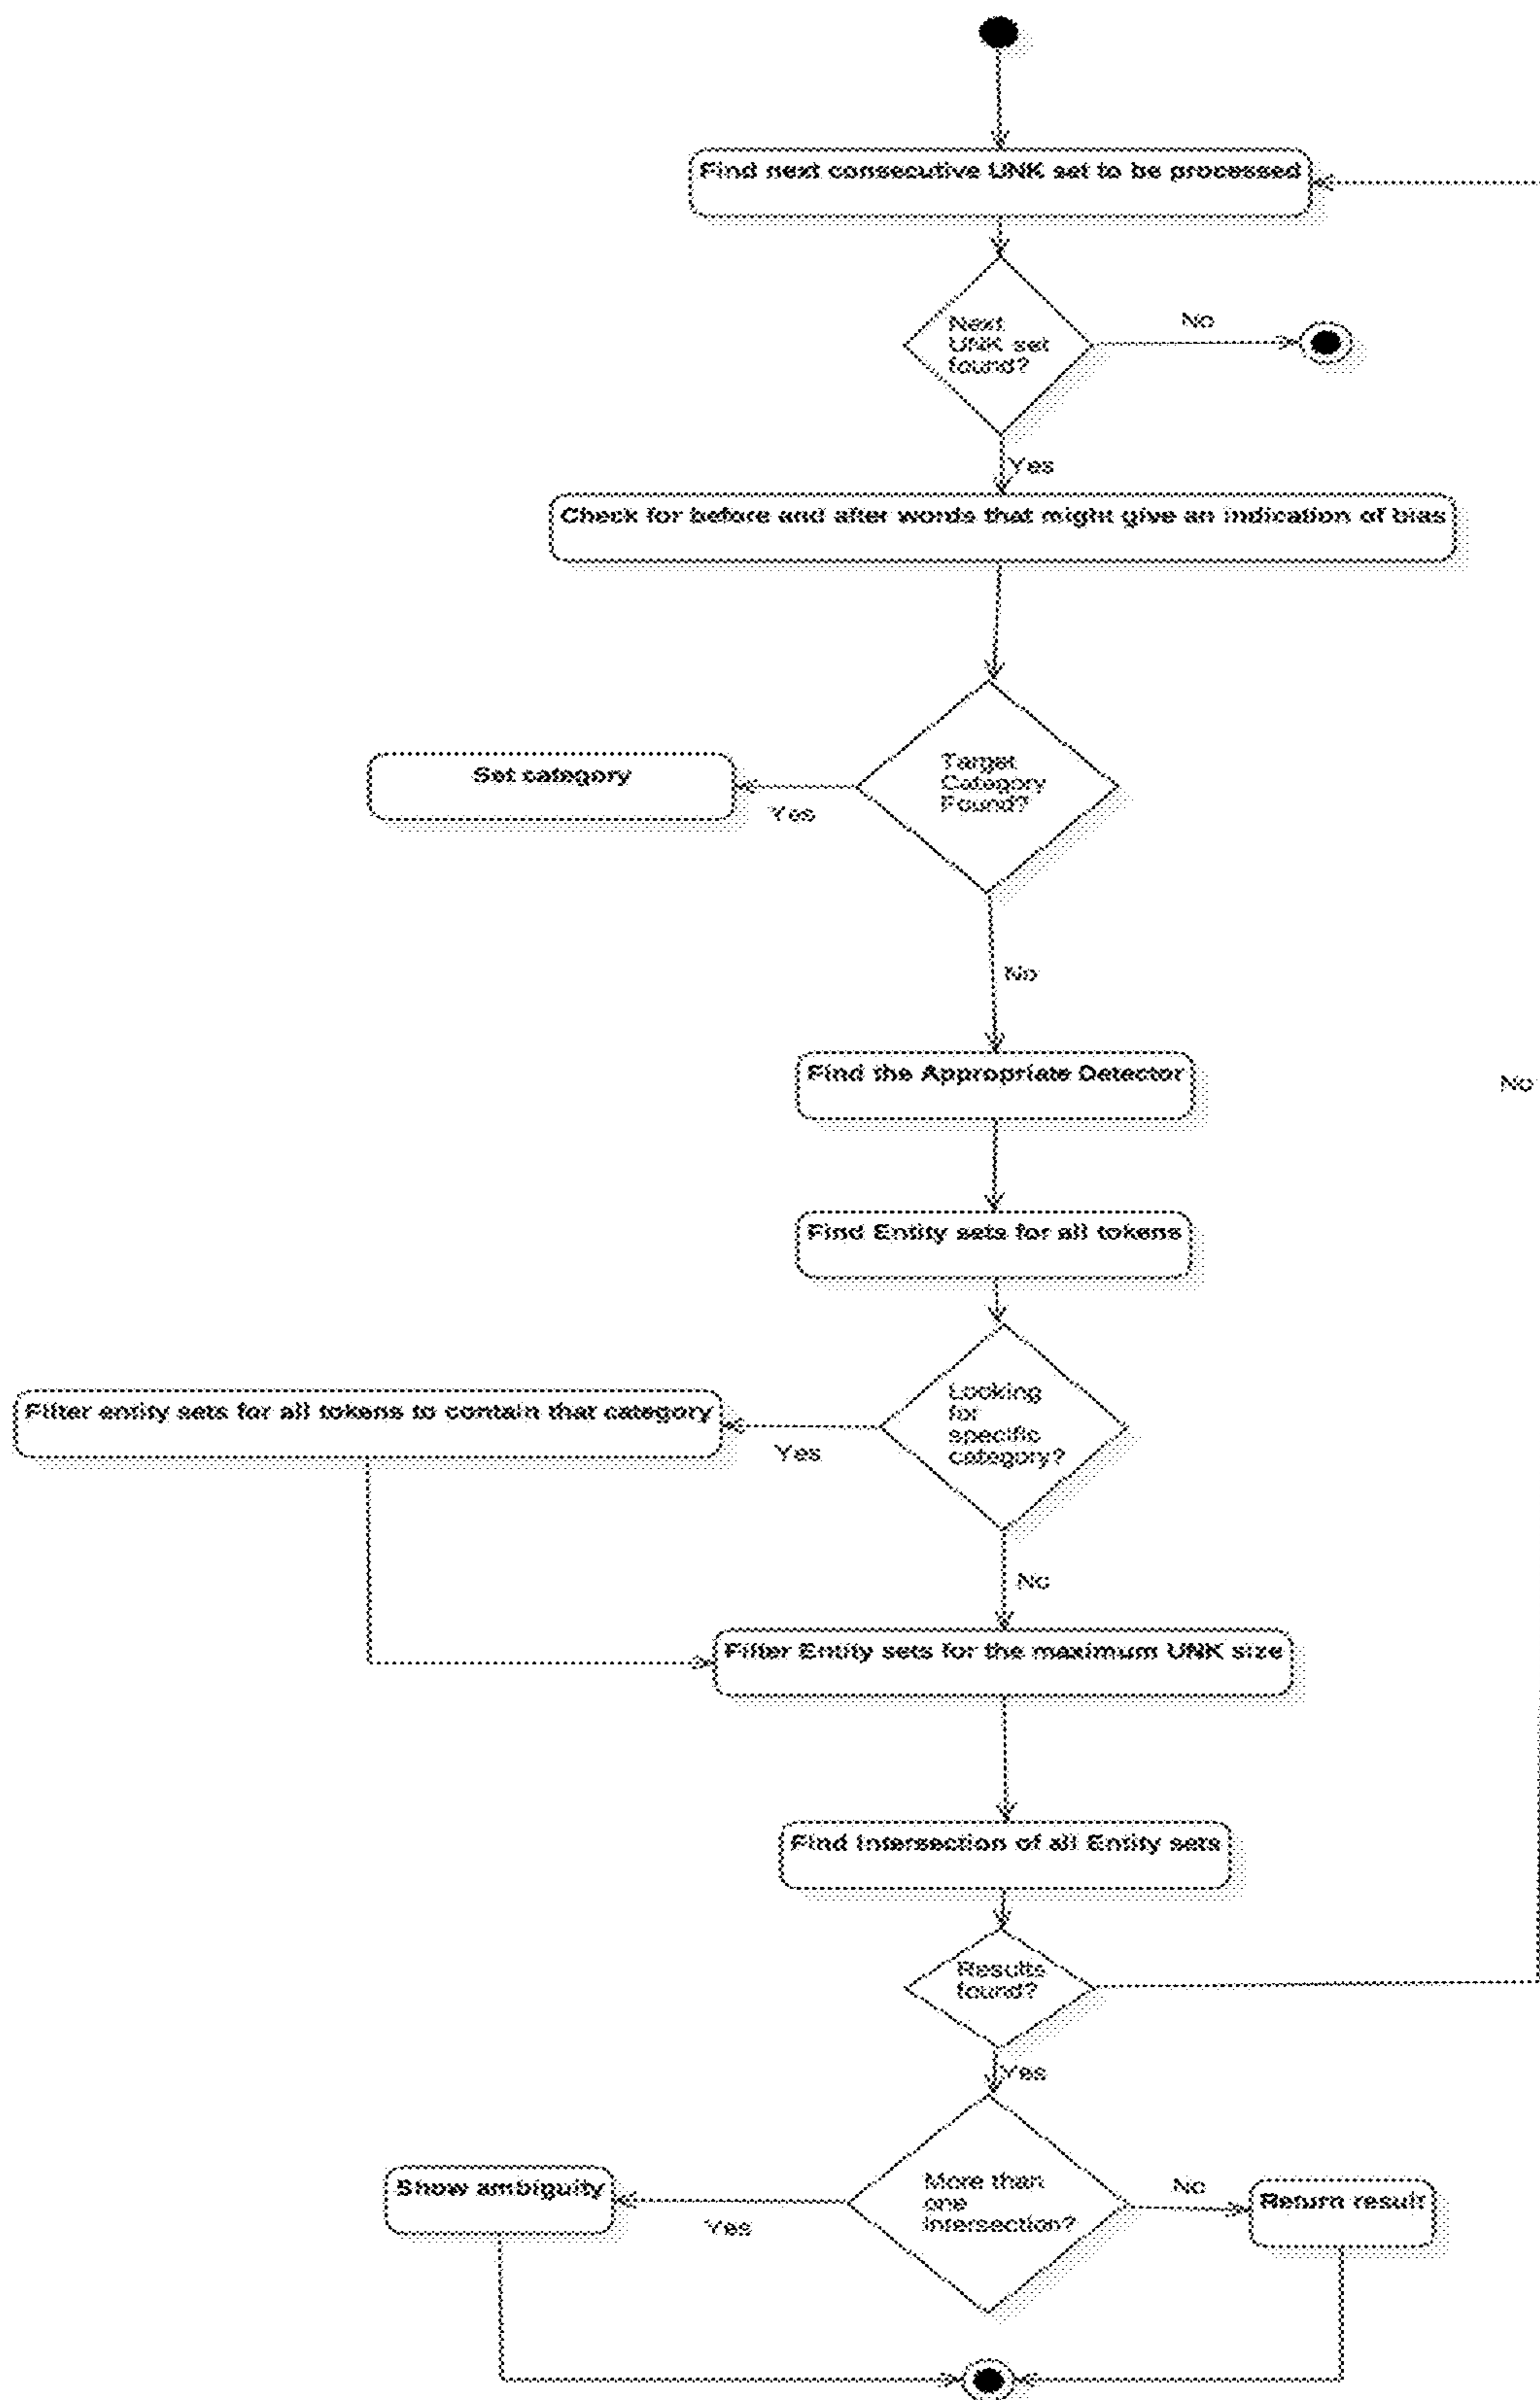 Find next consecutive UNK set to be processed
Next
UNK set
found?
No
Yes
Check for before and after words that might give an indication of bias
Target
Category
Found?
Set category
Yes
No
Find the Appropriate Detector
No
Find Entity sets for all tokens
Looking
for
specific
category?
Filter entity sets for all tokens to contain that category
Yes
No
Filter Entity sets for the maximum UNK size
Find Intersection of all Entity sets
Results
found?
Yes
More than
one
intersection?
Show ambiguity
Yes
No
Return result